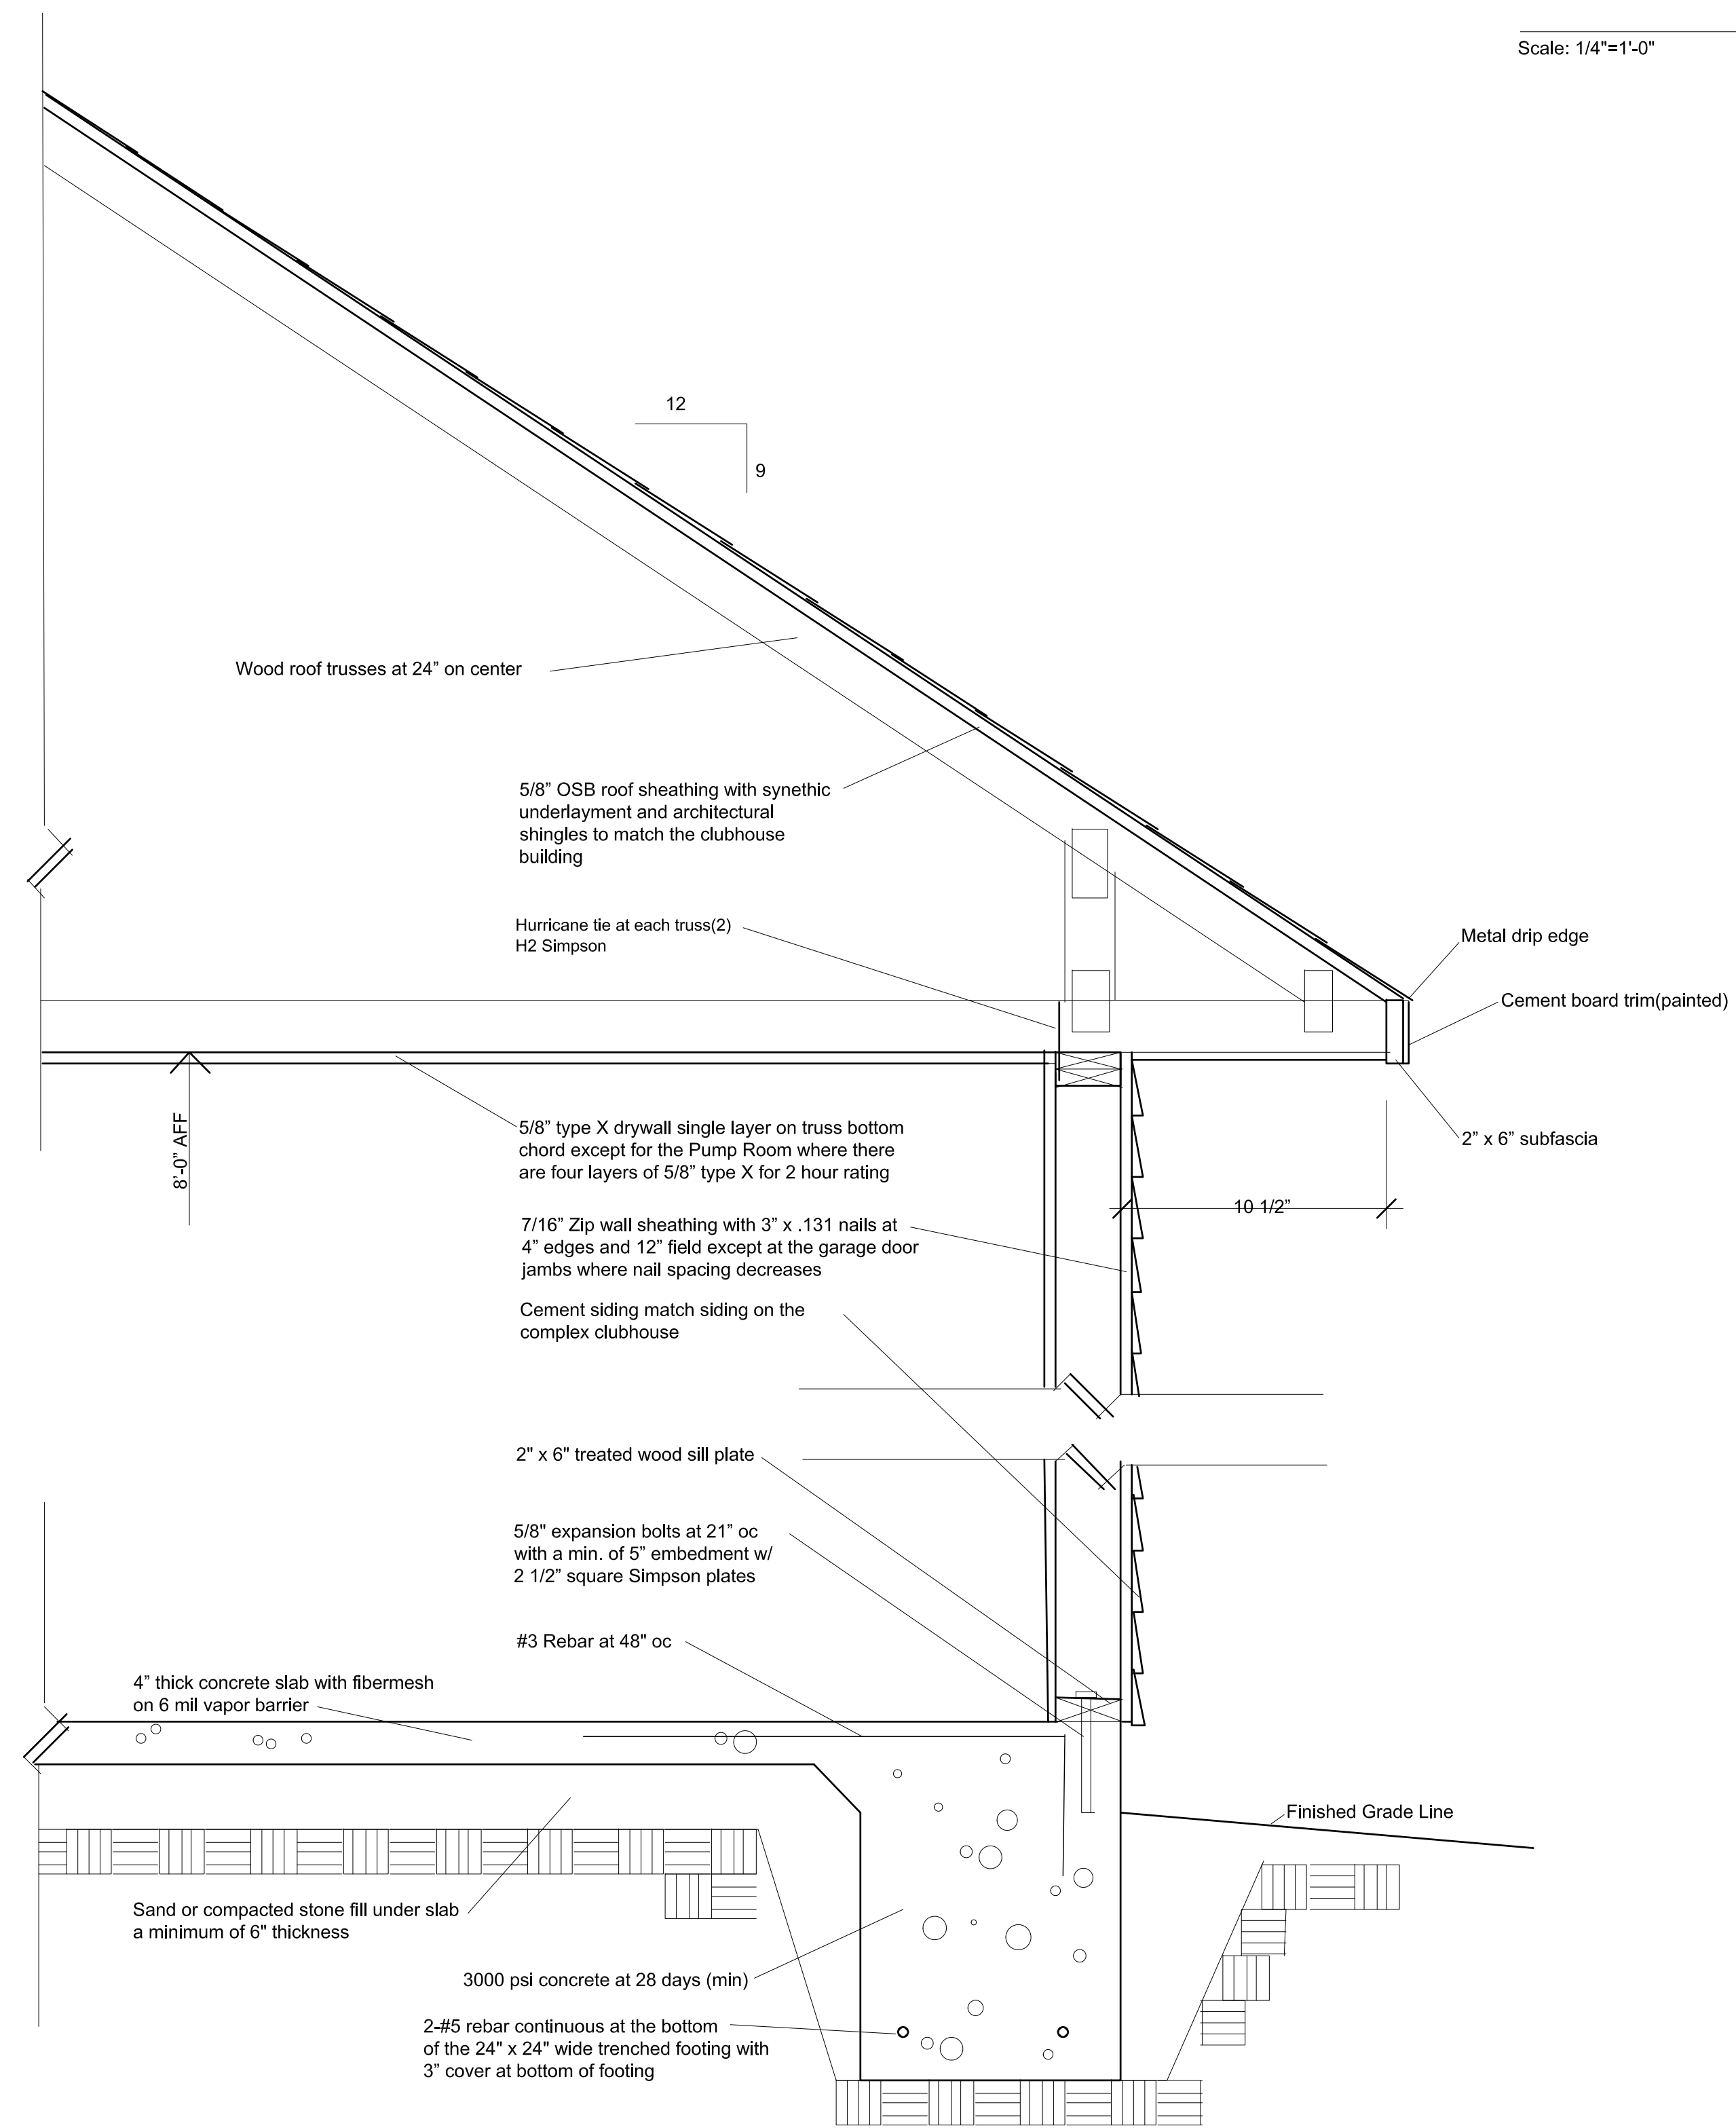 Scale: 1/4"=1'-0"
12
9
Wood roof trusses at 24” on center
5/8” OSB roof sheathing with synethic
underlayment and architectural
shingles to match the clubhouse
building
Hurricane tie at each truss(2)
H2 Simpson
Metal drip edge
Cement board trim(painted)
8’-0” AFF
5/8” type X drywall single layer on truss bottom
chord except for the Pump Room where there
are four layers of 5/8” type X for 2 hour rating
2” x 6” subfascia
10 1/2”
7/16” Zip wall sheathing with 3” x .131 nails at
4” edges and 12” field except at the garage door
jambs where nail spacing decreases
Cement siding match siding on the
complex clubhouse
2" x 6" treated wood sill plate
5/8" expansion bolts at 21” oc
with a min. of 5” embedment w/
2 1/2” square Simpson plates
#3 Rebar at 48" oc
4” thick concrete slab with fibermesh
on 6 mil vapor barrier
Finished Grade Line
Sand or compacted stone fill under slab
a minimum of 6" thickness
3000 psi concrete at 28 days (min)
2-#5 rebar continuous at the bottom
of the 24" x 24" wide trenched footing with
3” cover at bottom of footing